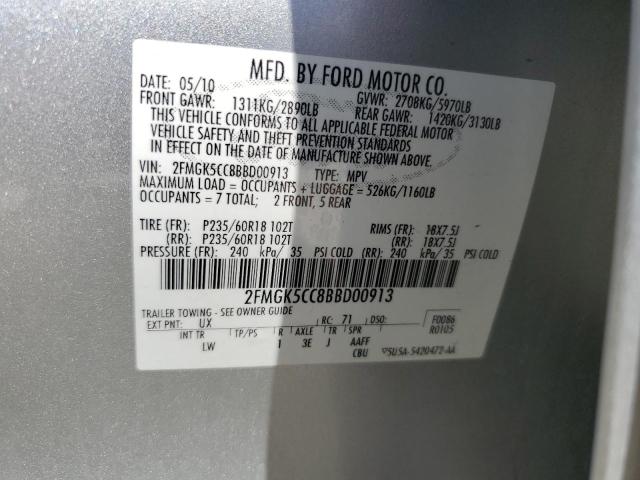 MFD. BY FORD MOTOR CO.
DATE: 05/10 GVWR: 2708KG/5970LB
FRONT GAWR: 1311KG/2890LB REAR GAWR: 1420KG/3130LB
THIS VEHICLE CONFORMS TO ALL APPLICABLE FEDERAL MOTOR
VEHICLE SAFETY AND THEFT PREVENTION STANDARDS
IN EFFECT ON THE DATE OF MANUFACTURE SHOWN ABOVE.
VIN: 2FMGK5CC8BBD00913 TYPE: MPV
MAXIMUM LOAD = OCCUPANTS + LUGGAGE = 526KG/1160LB
OCCUPANTS = 7 TOTAL; 2 FRONT, 5 REAR
TIRE (FR): P235/60R18 102T RIMS (FR): 18X7.5J
(RR): P235/60R18 102T (RR): 18X7.5J
PRESSURE (FR): 240 kPa/ 35 PSI COLD (RR): 240 kPa/ 35 PSI COLD
2FMGK5CC8BBD00913
TRAILER TOWING - SEE OWNER GUIDE
EXT PNT: UX RC: 71 DSO: F0086
R0105
INT TR TP/PS R AXLE TR SPR
LW 1 3E J AAFF
CBU 5U5A-5420472-AA